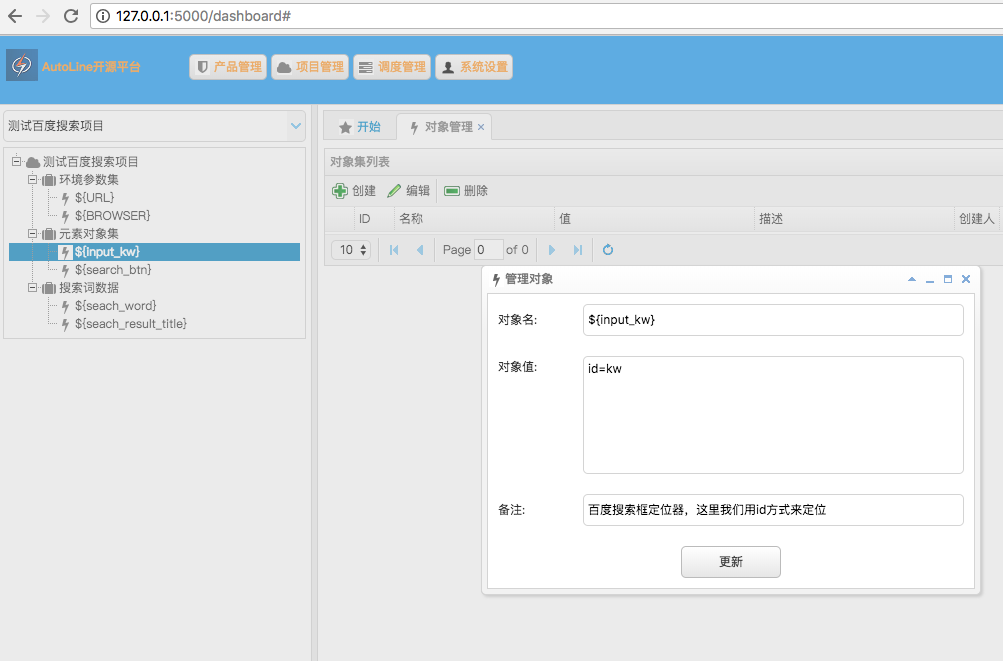 127.0.0.1:5000/dashboard#
AutoLine开源平台
产品管理
项目管理
调度管理
系统设置
测试百度搜索项目
测试百度搜索项目
环境参数集
${URL}
${BROWSER}
元素对象集
${input_kw}
${search_btn}
搜索词数据
${seach_word}
${seach_result_title}
开始
对象管理
对象集列表
创建 编辑 删除
ID 名称 值 描述 创建人
10 Page 0 of 0
管理对象
对象名: ${input_kw}
对象值: id=kw
备注: 百度搜索框定位器，这里我们用id方式来定位
更新